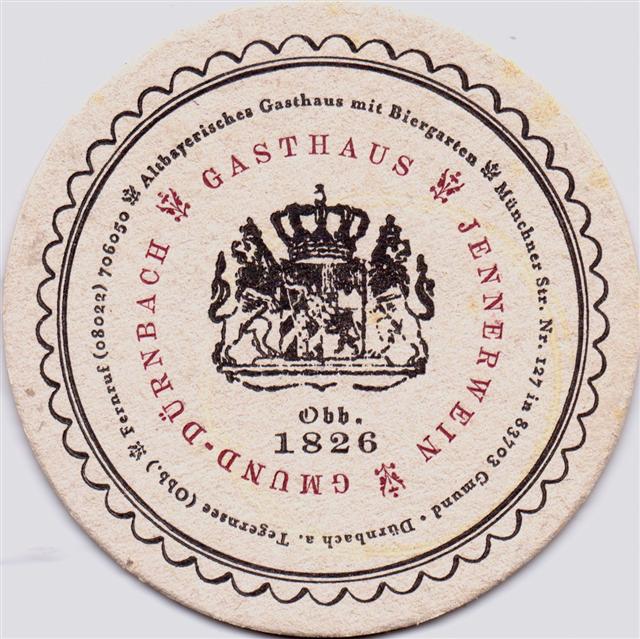 Altbayerisches Gasthaus mit Biergarten ⁕ Münchner Str. Nr. 127 in 83703 Gmund • Dürnbach a. Tegernsee (Obb.) ⁕ Fernruf (08022) 706050
GASTHAUS JENNERWEIN GMUND-DÜRNBACH
Obb.
1826